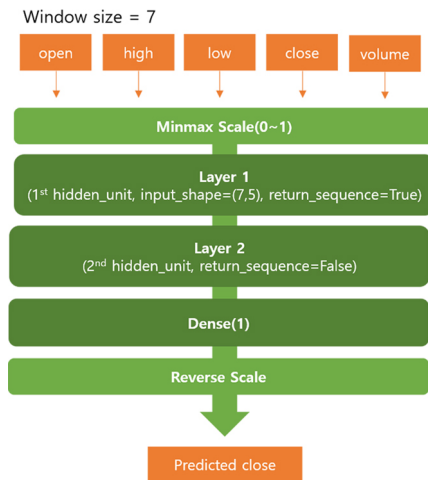 Window size = 7
open high low close volume
Minmax Scale(0~1)
Layer 1
(1st hidden_unit, input_shape=(7,5), return_sequence=True)
Layer 2
(2nd hidden_unit, return_sequence=False)
Dense(1)
Reverse Scale
Predicted close